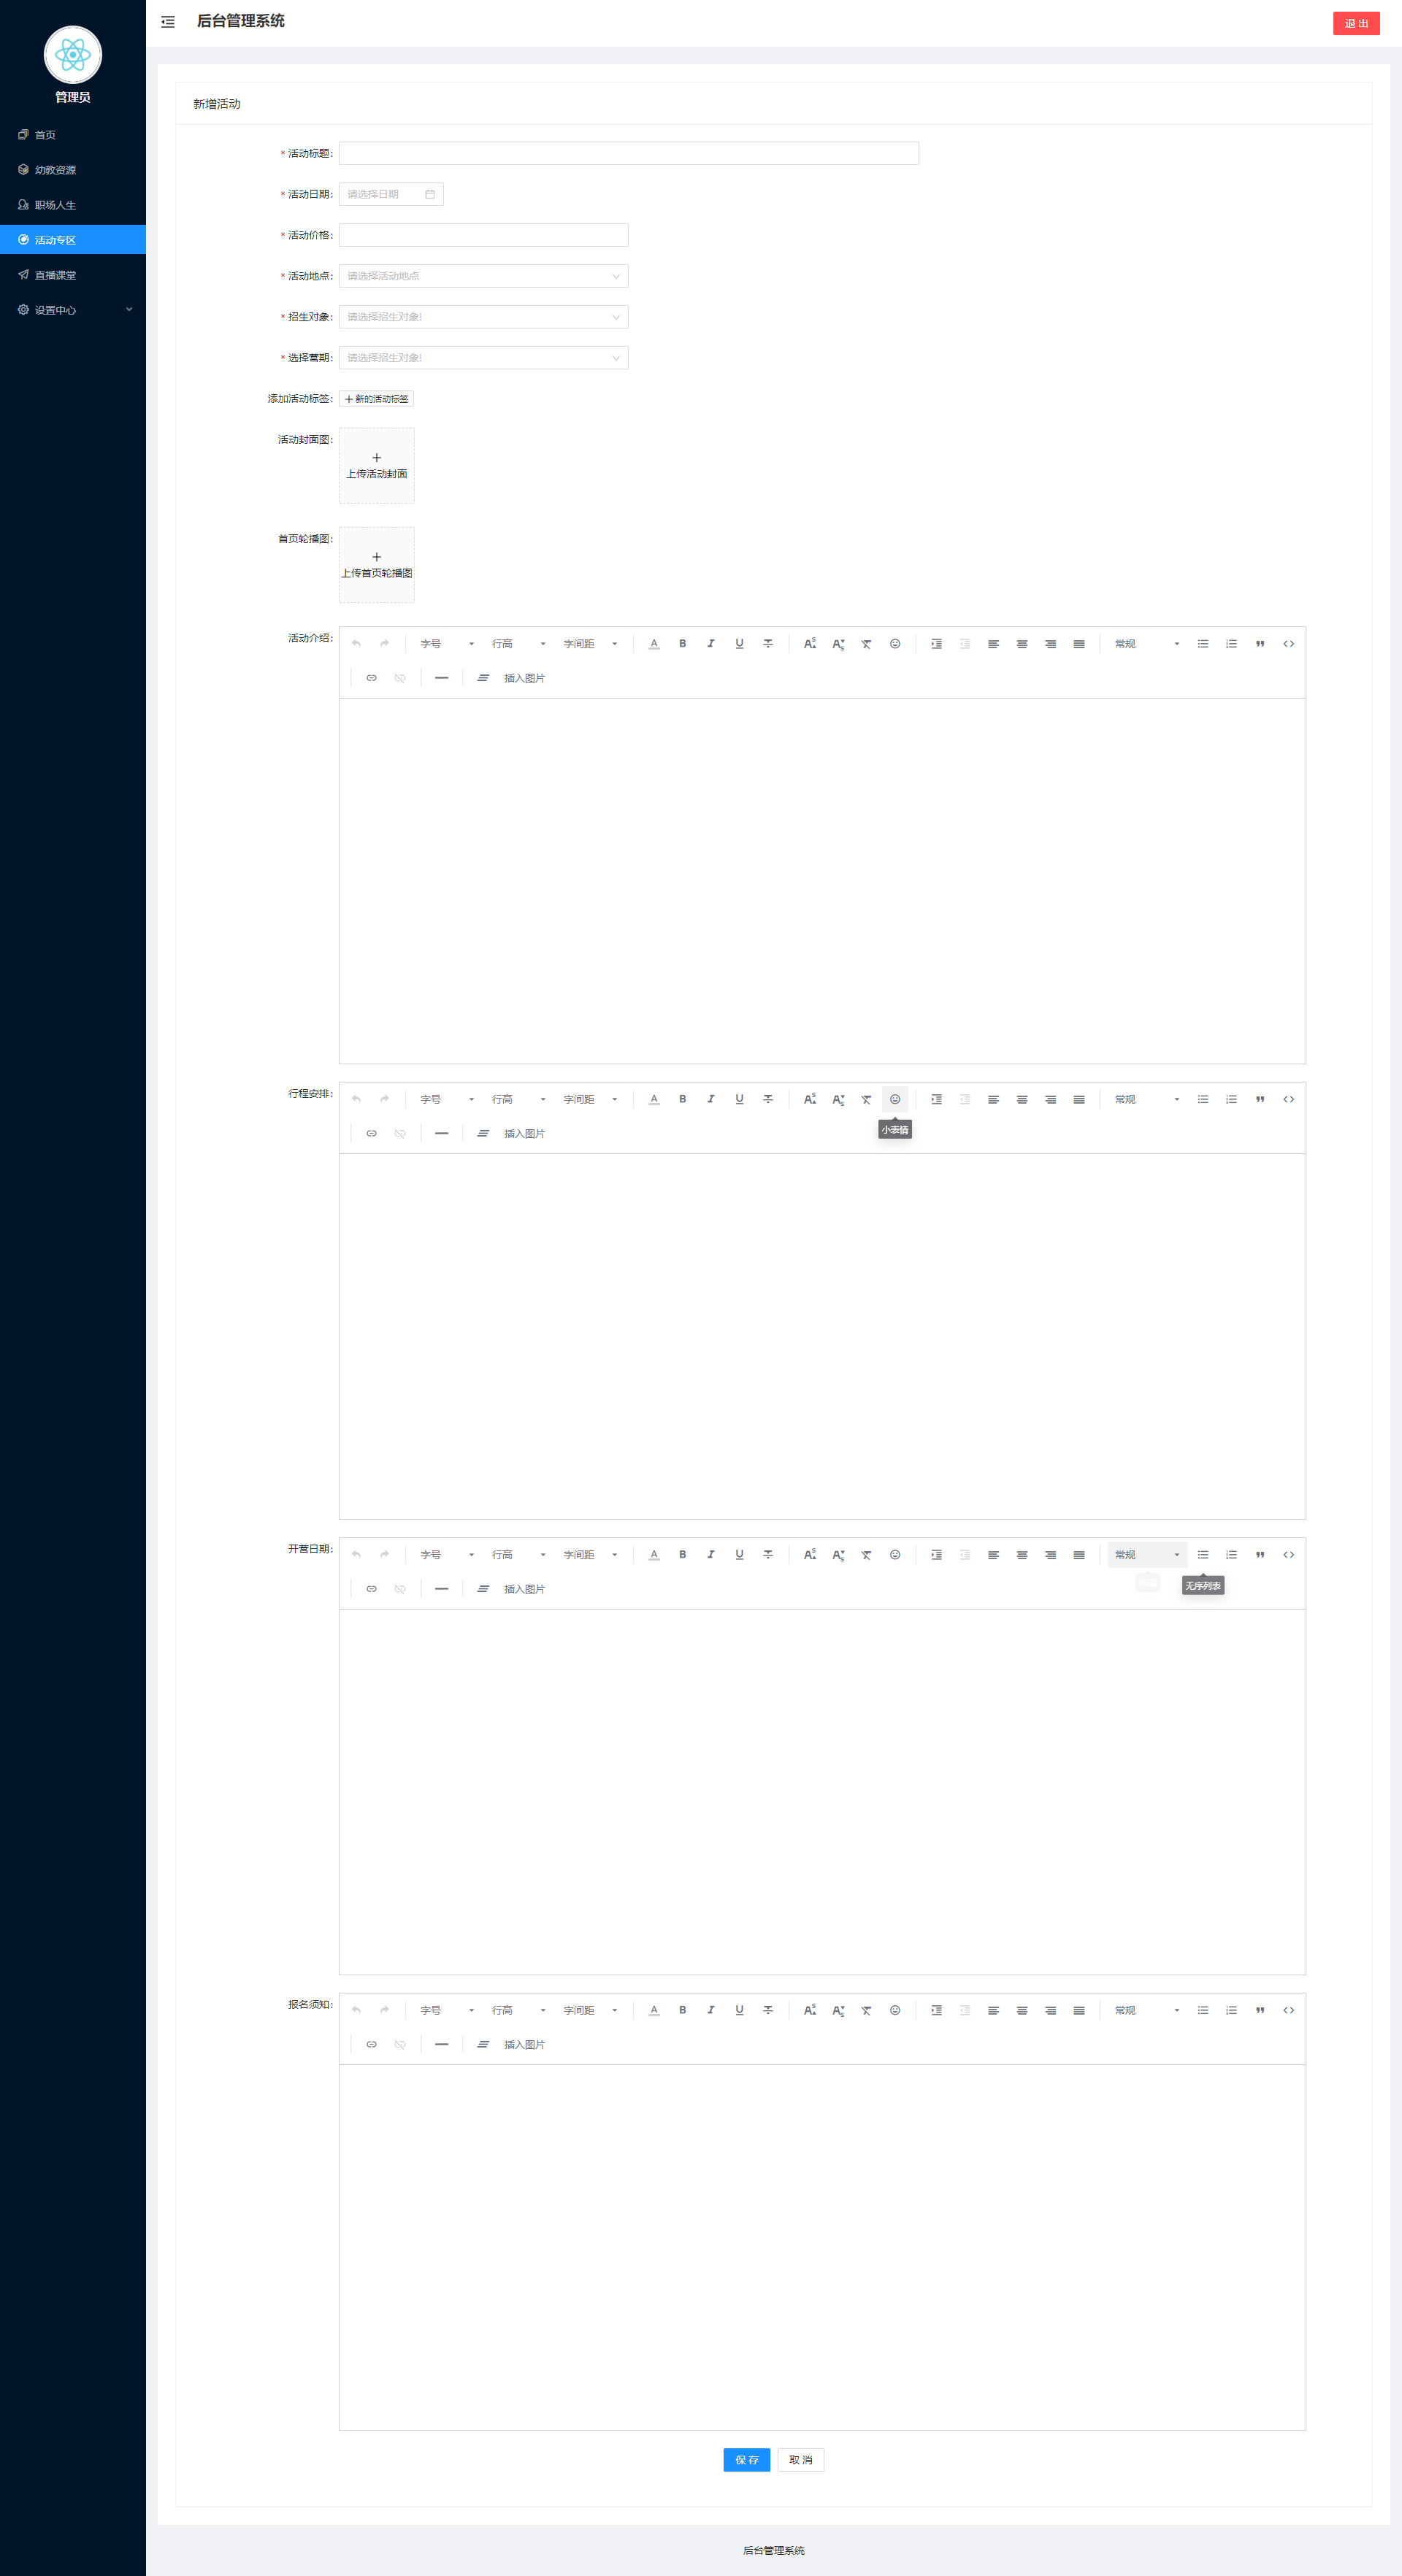 后台管理系统
退 出
管理员
首页
幼教资源
职场人生
活动专区
直播课堂
设置中心
新增活动
* 活动标题:
* 活动日期: 请选择日期
* 活动价格:
* 活动地点: 请选择活动地点
* 招生对象: 请选择招生对象!
* 选择营期: 请选择招生对象!
添加活动标签: + 新的活动标签
活动封面图:
上传活动封面
首页轮播图:
上传首页轮播图
活动介绍: 字号 行高 字间距 常规
插入图片
行程安排: 字号 行高 字间距 常规
小表情
插入图片
开营日期: 字号 行高 字间距 常规
无序列表
插入图片
报名须知: 字号 行高 字间距 常规
插入图片
保 存 取 消
后台管理系统